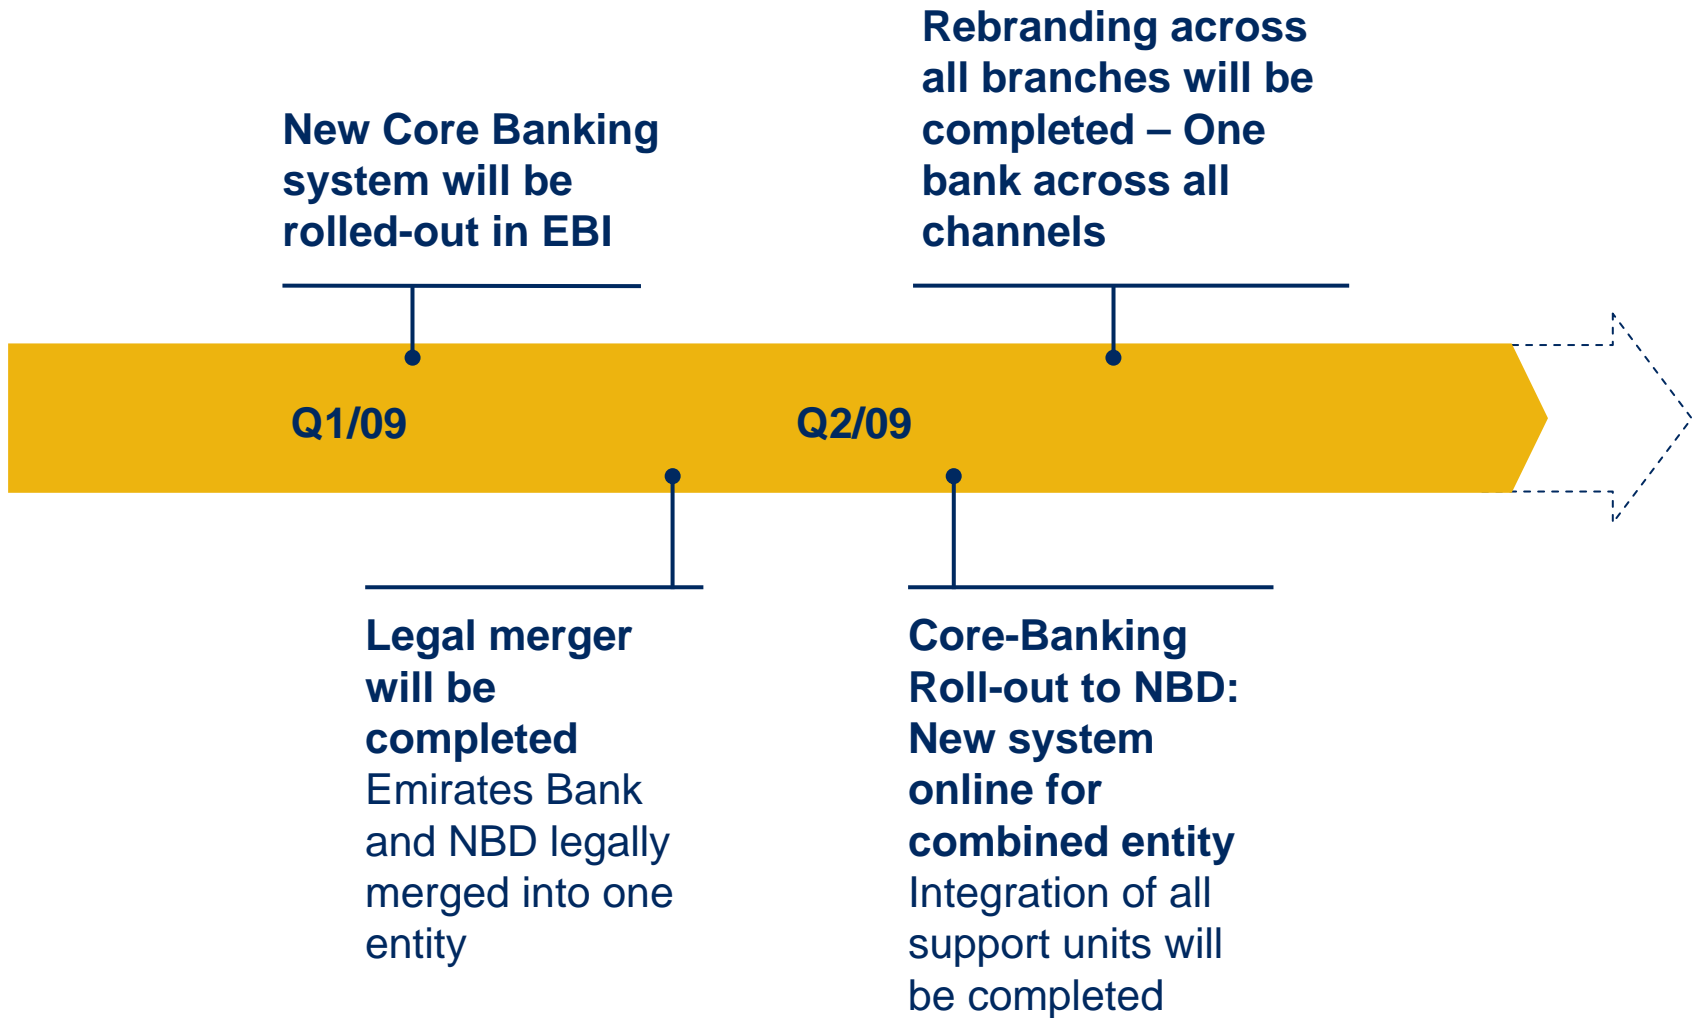 Rebranding across
all branches will be
completed – One
bank across all
channels
New Core Banking
system will be
rolled-out in EBI
Q1/09
Q2/09
Legal merger
will be
completed
Emirates Bank
and NBD legally
merged into one
entity
Core-Banking
Roll-out to NBD:
New system
online for
combined entity
Integration of all
support units will
be completed